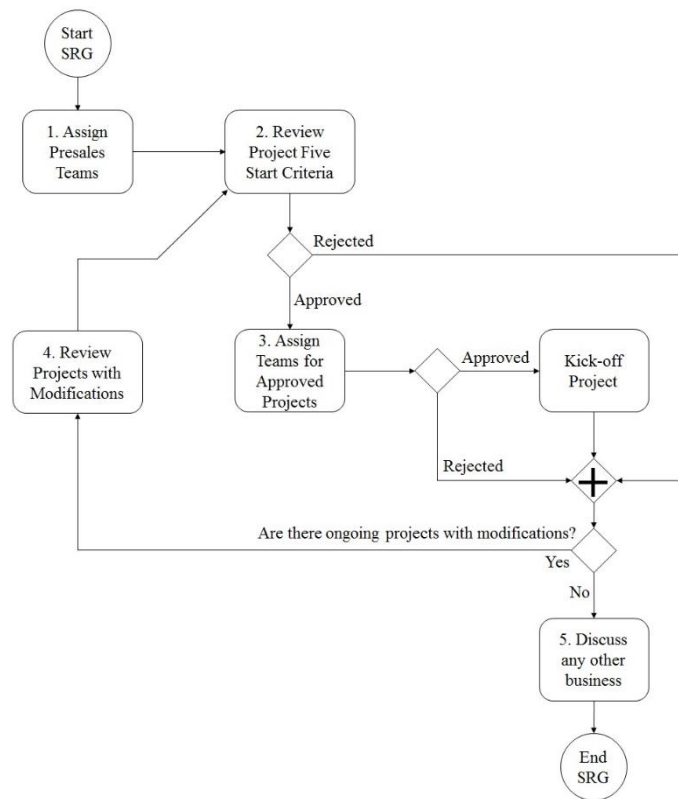 Start
SRG
1. Assign
Presales
Teams
2. Review
Project Five
Start Criteria
Rejected
Approved
4. Review
Projects with
Modifications
3. Assign
Teams for
Approved
Projects
Approved
Kick-off
Project
Rejected
Are there ongoing projects with modifications?
Yes
No
5. Discuss
any other
business
End
SRG